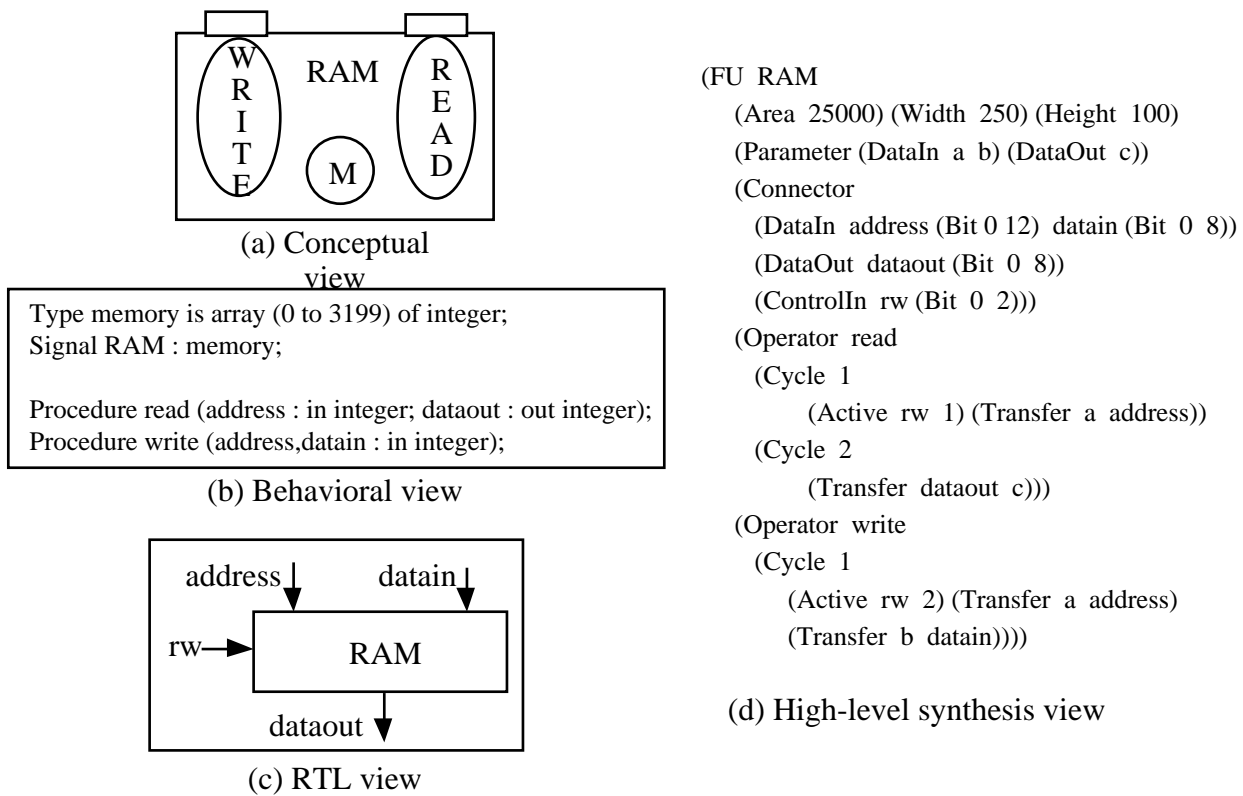 WRITE
RAM
READ
M
(a) Conceptual
view
Type memory is array (0 to 3199) of integer;
Signal RAM : memory;
Procedure read (address : in integer; dataout : out integer);
Procedure write (address,datain : in integer);
(b) Behavioral view
address
datain
rw
RAM
dataout
(c) RTL view
(FU RAM
(Area 25000) (Width 250) (Height 100)
(Parameter (DataIn a b) (DataOut c))
(Connector
(DataIn address (Bit 0 12) datain (Bit 0 8))
(DataOut dataout (Bit 0 8))
(ControlIn rw (Bit 0 2)))
(Operator read
(Cycle 1
(Active rw 1) (Transfer a address))
(Cycle 2
(Transfer dataout c)))
(Operator write
(Cycle 1
(Active rw 2) (Transfer a address)
(Transfer b datain))))
(d) High-level synthesis view